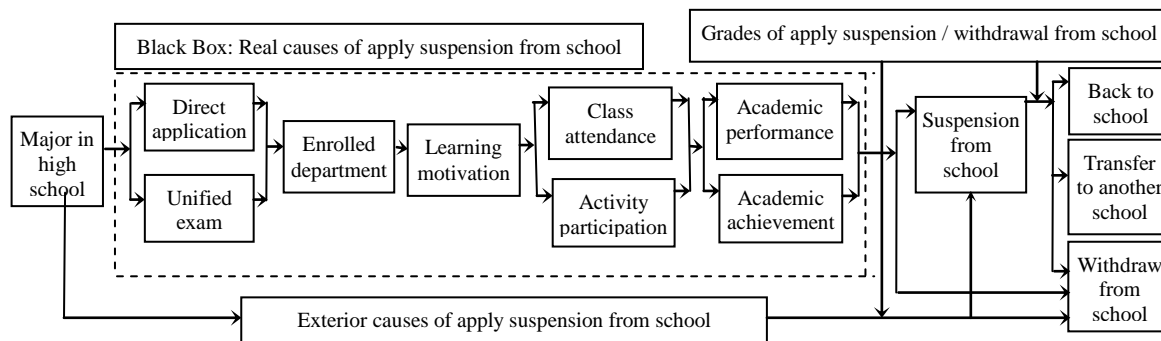 Black Box: Real causes of apply suspension from school
Grades of apply suspension / withdrawal from school
Major in
high
school
Direct
application
Unified
exam
Enrolled
department
Learning
motivation
Class
attendance
Activity
participation
Academic
performance
Academic
achievement
Suspension
from
school
Back to
school
Transfer
to another
school
Withdraw
from
school
Exterior causes of apply suspension from school